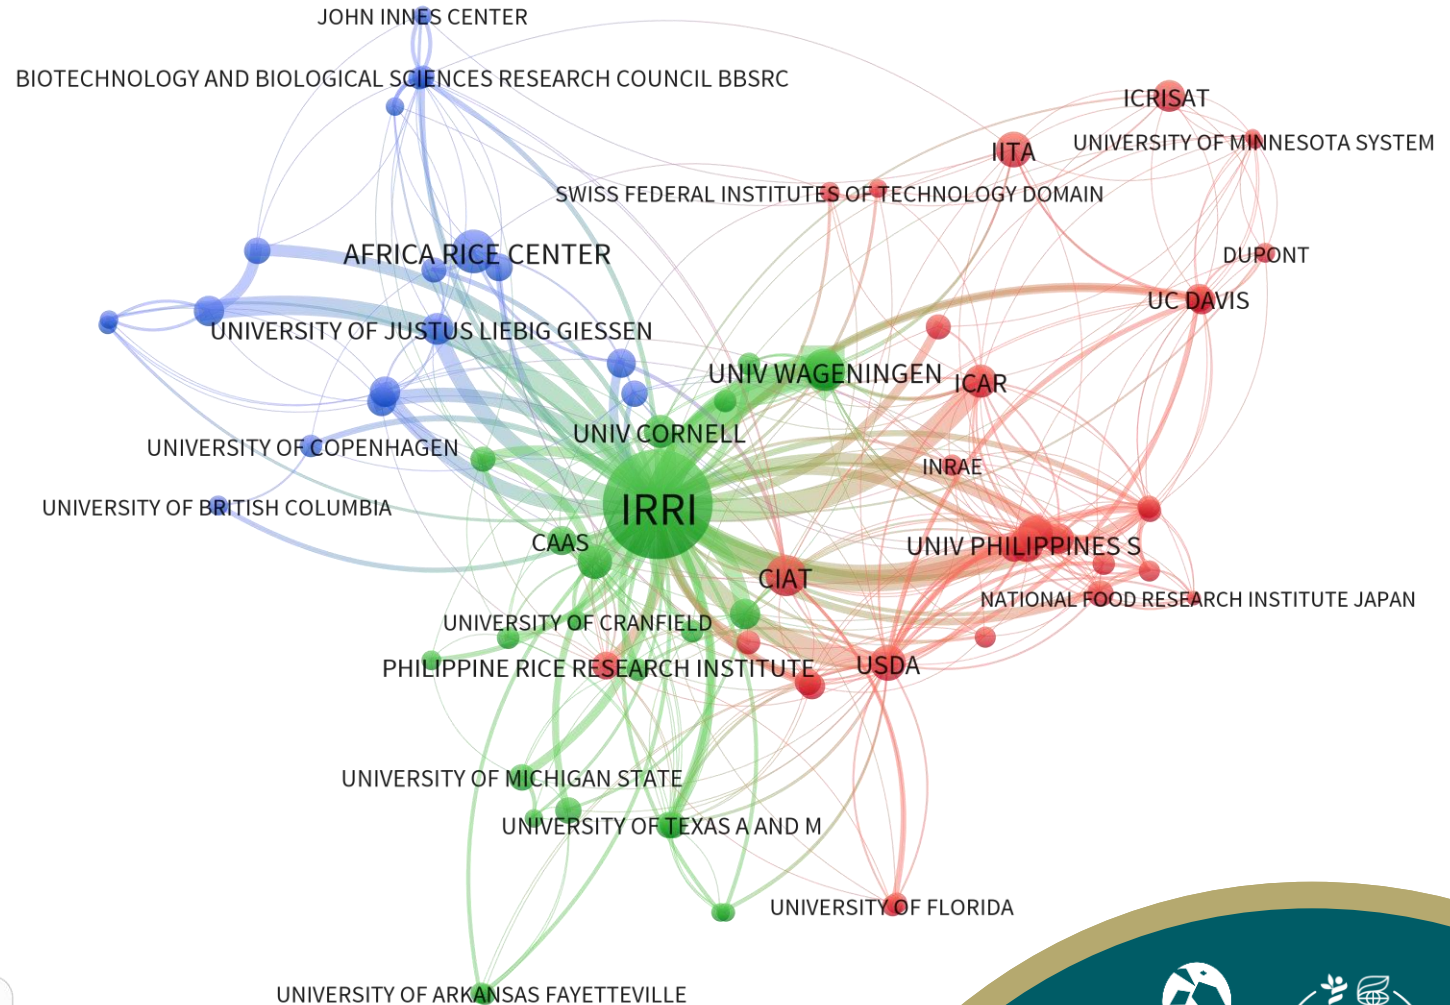 JOHN INNES CENTER
BIOTECHNOLOGY AND BIOLOGICAL SCIENCES RESEARCH COUNCIL BBSRC
ICRISAT
UNIVERSITY OF MINNESOTA SYSTEM
IITA
SWISS FEDERAL INSTITUTES OF TECHNOLOGY DOMAIN
AFRICA RICE CENTER
DUPONT
UC DAVIS
UNIVERSITY OF JUSTUS LIEBIG GIESSEN
UNIV WAGENINGEN
ICAR
UNIV CORNELL
UNIVERSITY OF COPENHAGEN
INRAE
UNIVERSITY OF BRITISH COLUMBIA
IRRI
CAAS
UNIV PHILIPPINES S
CIAT
NATIONAL FOOD RESEARCH INSTITUTE JAPAN
UNIVERSITY OF CRANFIELD
PHILIPPINE RICE RESEARCH INSTITUTE
USDA
UNIVERSITY OF MICHIGAN STATE
UNIVERSITY OF TEXAS A AND M
UNIVERSITY OF FLORIDA
UNIVERSITY OF ARKANSAS FAYETTEVILLE